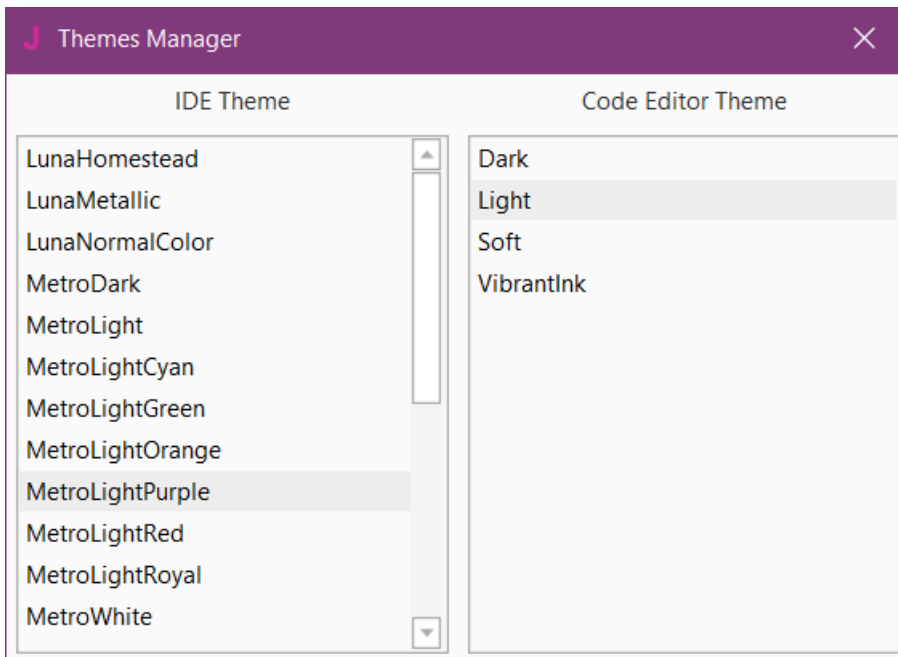 J Themes Manager
IDE Theme
LunaHomestead
LunaMetallic
LunaNormalColor
MetroDark
MetroLight
MetroLightCyan
MetroLightGreen
MetroLightOrange
MetroLightPurple
MetroLightRed
MetroLightRoyal
MetroWhite
Code Editor Theme
Dark
Light
Soft
VibrantInk